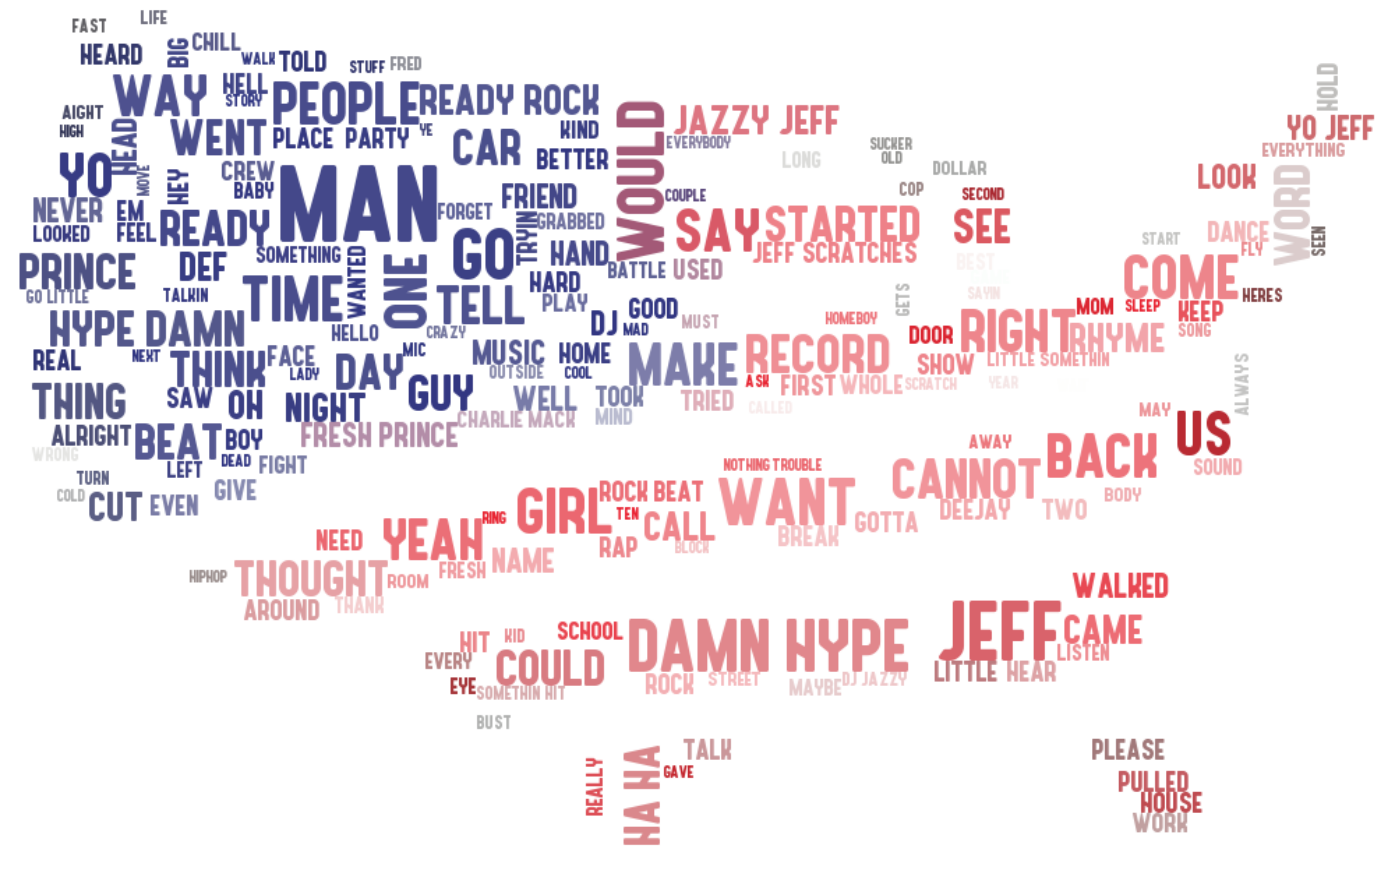 LIFE
FAST
HEARD BIG CHILL
WALK TOLD STUFF FRED
HOLD
WAY HELL STORY PEOPLE READY ROCK
AIGHT HIGH HEAD WENT PLACE PARTY YE CAR KIND
WOULD JAZZY JEFF
EVERYBODY
YO JEFF
EVERYTHING
SUCKER
OLD
LONG
DOLLAR
BETTER
YO MOVE HEY CREW BABY MAN FRIEND
COUPLE
COP SECOND
LOOK
WORD
NEVER EM FORGET TRYIN GRABBED
LOOKED FEEL READY
SAY STARTED SEE
START DANCE SEEN
FLY
SOMETHING WANTED ONE GO HAND
JEFF SCRATCHES
PRINCE DEF
BATTLE USED
BEST
COME
GO LITTLE TALKIN TIME TELL HARD PLAY
GETS
SAYIN
MOM SLEEP HERES
GOOD
KEEP
HYPE DAMN HELLO CRAZY DJ MAD MUST
HOMEBOY
DOOR RIGHT RHYME SONG
REAL NEXT THINK FACE MIC MUSIC HOME
MAKE RECORD SHOW LITTLE SOMETHIN
LADY DAY OUTSIDE COOL
ASK FIRST WHOLE SCRATCH YEAR
ALWAYS
THING SAW OH NIGHT GUY WELL TOOK TRIED
CALLED
MAY
MIND
CHARLIE MACK
ALRIGHT BEAT BOY FRESH PRINCE
US
AWAY BACK
WRONG LEFT DEAD FIGHT
NOTHING TROUBLE
SOUND
TURN
CANNOT
COLD CUT EVEN GIVE
GIRL ROCK BEAT WANT
BODY
RING TEN CALL GOTTA DEEJAY TWO
NEED YEAH RAP BLOCK BREAK
HIPHOP THOUGHT ROOM FRESH NAME
AROUND THANK
WALKED
HIT KID SCHOOL DAMN HYPE JEFF CAME
LISTEN
EVERY COULD
LITTLE HEAR
EYE SOMETHIN HIT ROCK STREET MAYBE DJ JAZZY
BUST
REALLY HA HA TALK
GAVE
PLEASE
PULLED
HOUSE
WORK